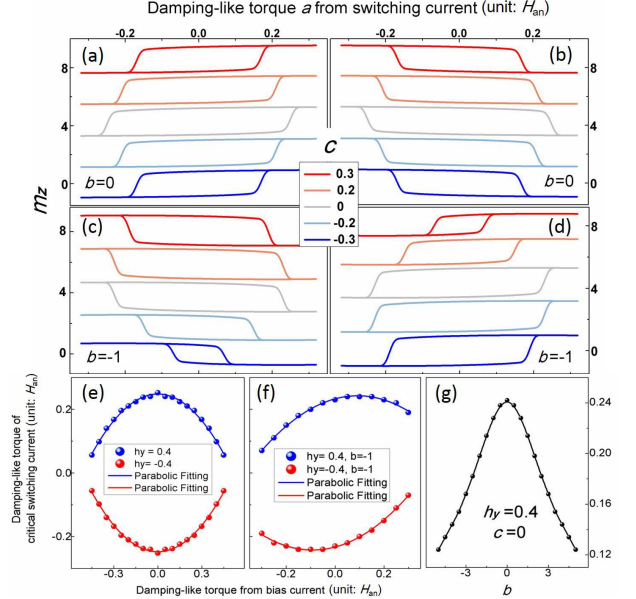 Damping-like torque a from switching current (unit: Han)
-0.2 0.0 0.2 -0.2 0.0 0.2
(a) (b)
8 8
4 4
c
0.3
0.2
0
-0.2
-0.3
0 0
b=0 b=0
mz
(c) (d)
8 8
4 4
0 0
b=-1 b=-1
(e) (f) (g)
Damping-like torque of
critical switching current (unit: Han)
0.2
0.0
-0.2
hy = 0.4
hy= -0.4
Parabolic Fitting
Parabolic Fitting
hy= 0.4, b=-1
hy=-0.4, b=-1
Parabolic Fitting
Parabolic Fitting
0.24
0.20
0.16
0.12
hy=0.4
c=0
-0.3 0.0 0.3 -0.2 0.0 0.2 -5 0 5
Damping-like torque from bias current (unit: Han) b